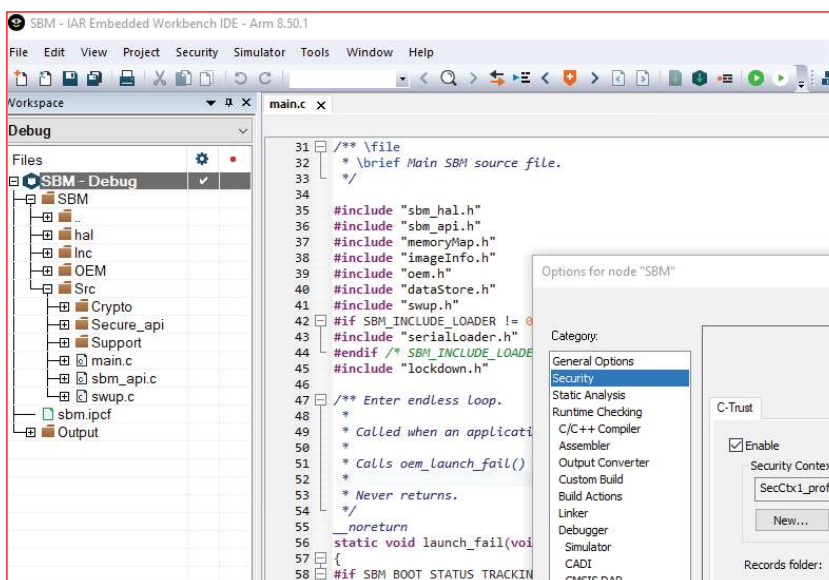 SBM - IAR Embedded Workbench IDE - Arm 8.50.1
File Edit View Project Security Simulator Tools Window Help
Workspace
main.c x
Debug
Files
SBM - Debug
SBM
..
hal
Inc
OEM
Src
Crypto
Secure_api
Support
main.c
sbm_api.c
swup.c
sbm.ipcf
Output
31 /** \file
32 * \brief Main SBM source file.
33 */
34
35 #include "sbm_hal.h"
36 #include "sbm_api.h"
37 #include "memoryMap.h"
38 #include "imageInfo.h"
39 #include "oem.h"
40 #include "dataStore.h"
41 #include "swup.h"
42 #if SBM_INCLUDE_LOADER != 0
43 #include "serialLoader.h"
44 #endif /* SBM_INCLUDE_LOADE
45 #include "lockdown.h"
46
47 /** Enter endless loop.
48 *
49 * Called when an applicati
50 *
51 * Calls oem_launch_fail()
52 *
53 * Never returns.
54 */
55 __noreturn
56 static void launch_fail(voi
57 {
58 #if SBM_BOOT_STATUS_TRACKIN
Options for node "SBM"
Category:
General Options
Security
Static Analysis
Runtime Checking
C/C++ Compiler
Assembler
Output Converter
Custom Build
Build Actions
Linker
Debugger
Simulator
CADI
CMSIS DAP
C-Trust
Enable
Security Contex
SecCtx1_prof
New...
Records folder: